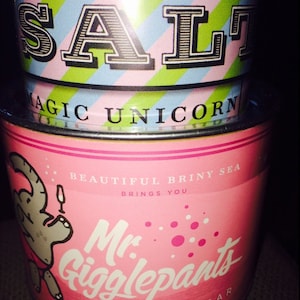 SALT
MAGIC UNICORN
BEAUTIFUL BRINY SEA
BRINGS YOU
Mr.
Gigglepants